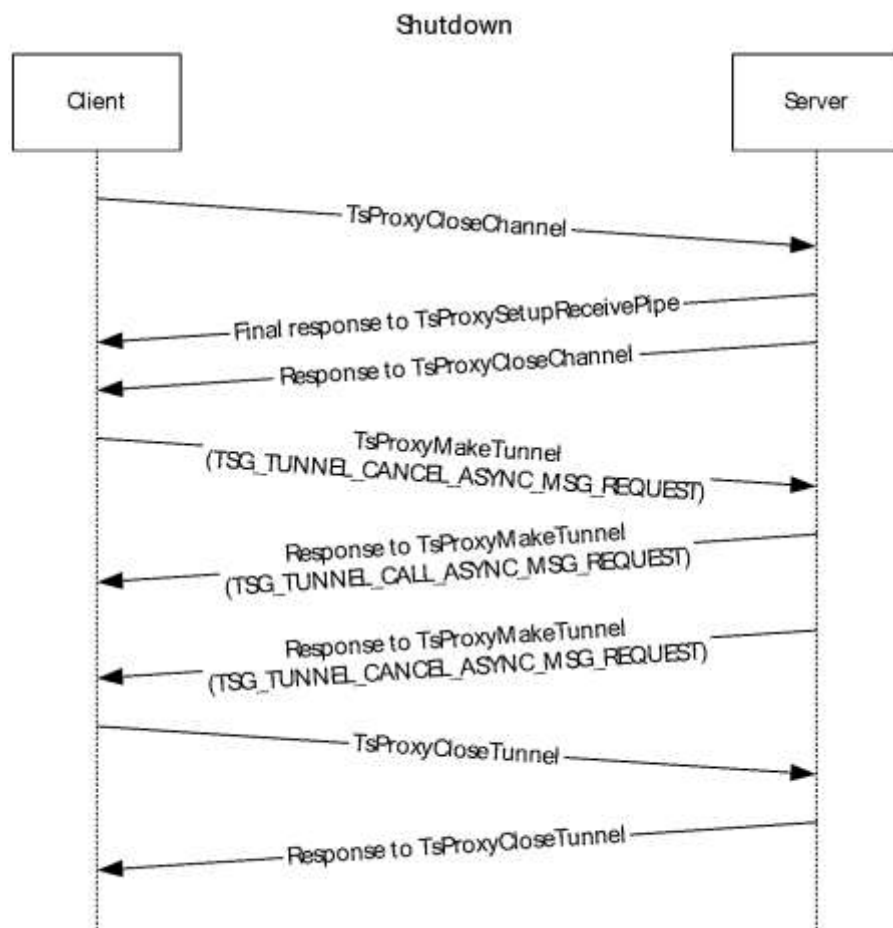 Shutdown
Client
Server
TsProxyCloseChannel
Final response to TsProxySetupReceivePipe
Response to TsProxyCloseChannel
TsProxyMakeTunnel
(TSG_TUNNEL_CANCEL_ASYNC_MSG_REQUEST)
Response to TsProxyMakeTunnel
(TSG_TUNNEL_CALL_ASYNC_MSG_REQUEST)
Response to TsProxyMakeTunnel
(TSG_TUNNEL_CANCEL_ASYNC_MSG_REQUEST)
TsProxyCloseTunnel
Response to TsProxyCloseTunnel